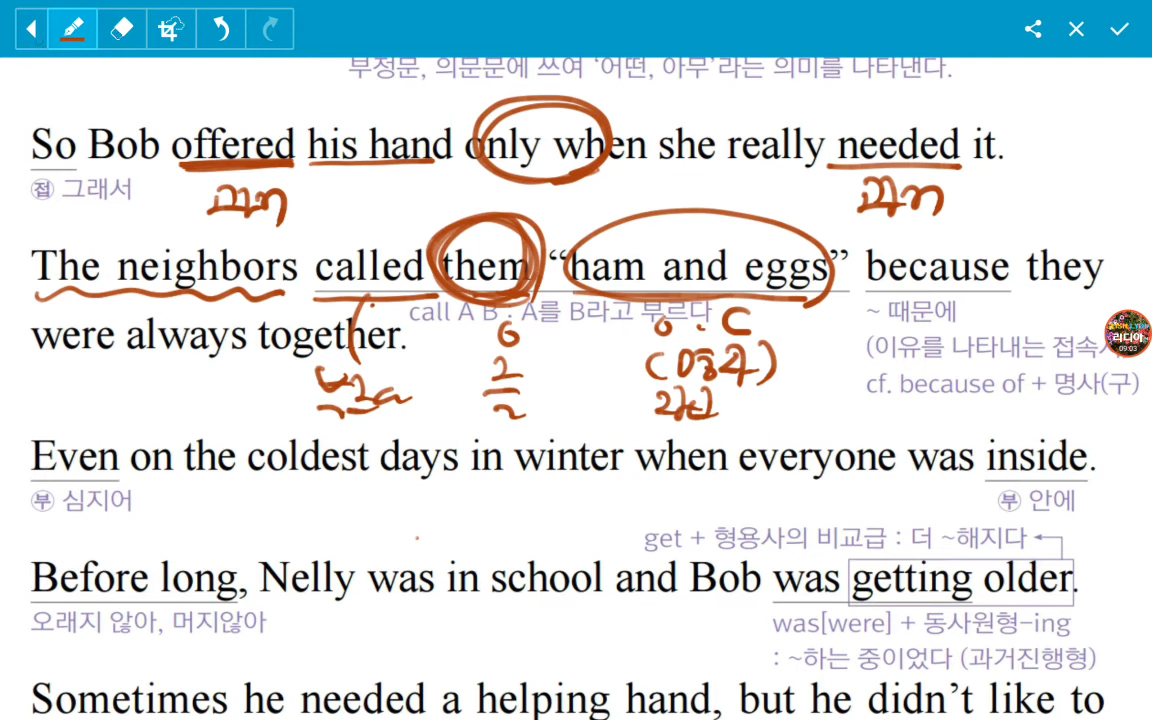 부정문, 의문문에 쓰여 ‘어떤, 아무’라는 의미를 나타낸다.
So Bob offered his hand only when she really needed it.
접 그래서
The neighbors called them “ham and eggs” because they
call A B : A를 B라고 부르다
~ 때문에
were always together.
(이유를 나타내는 접속사
리디아
09:03
cf. because of + 명사(구)
O . C
(명사)
Even on the coldest days in winter when everyone was inside.
부 심지어
부 안에
get + 형용사의 비교급 : 더 ~해지다
Before long, Nelly was in school and Bob was getting older.
오래지 않아, 머지않아
was[were] + 동사원형-ing
: ~하는 중이었다 (과거진행형)
Sometimes he needed a helping hand, but he didn’t like to